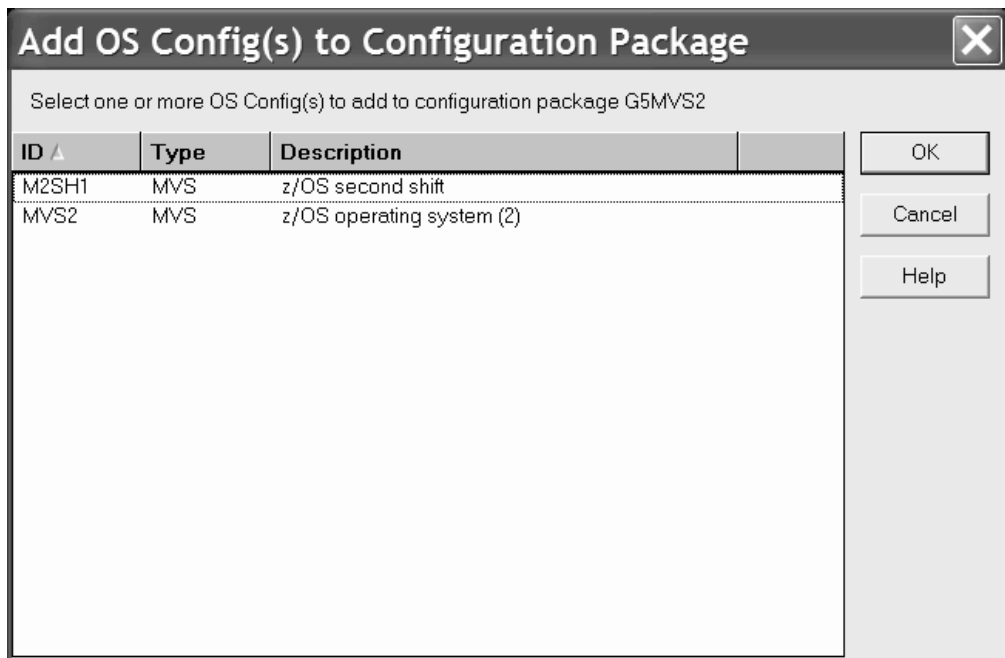 Add OS Config(s) to Configuration Package
Select one or more OS Config(s) to add to configuration package G5MVS2
ID Type Description
M2SH1 MVS z/OS second shift
MVS2 MVS z/OS operating system (2)
OK
Cancel
Help